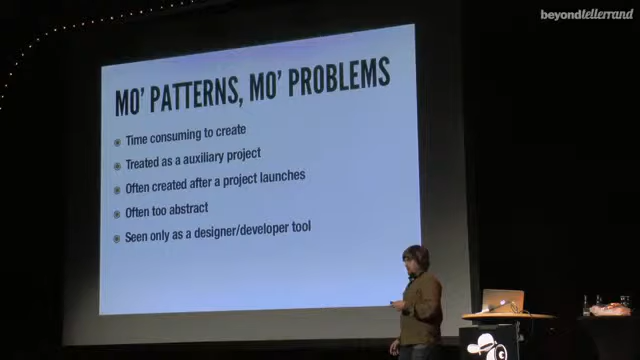 beyondtellerrand
MO' PATTERNS, MO' PROBLEMS
Time consuming to create
Treated as a auxiliary project
Often created after a project launches
Often too abstract
Seen only as a designer/developer tool